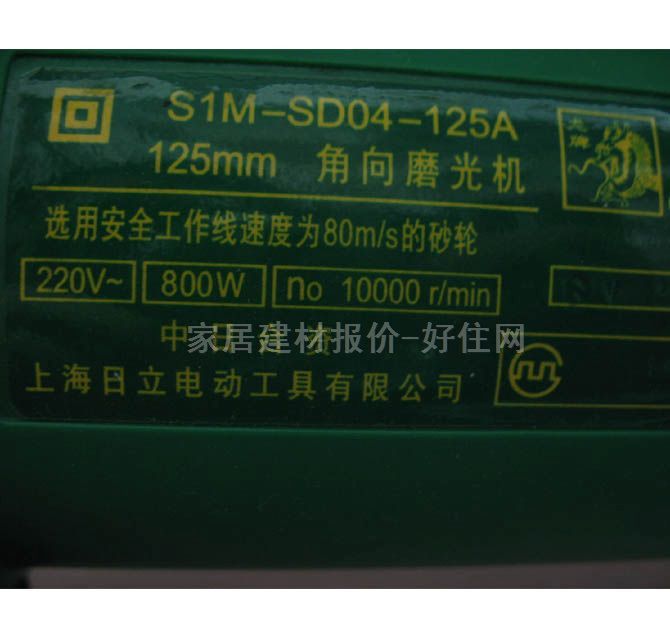 S1M-SD04-125A
125mm 角向磨光机
选用安全工作线速度为80m/s的砂轮
220V~ 800W no 10000 r/min
家居建材报价-好住网
上海日立电动工具有限公司